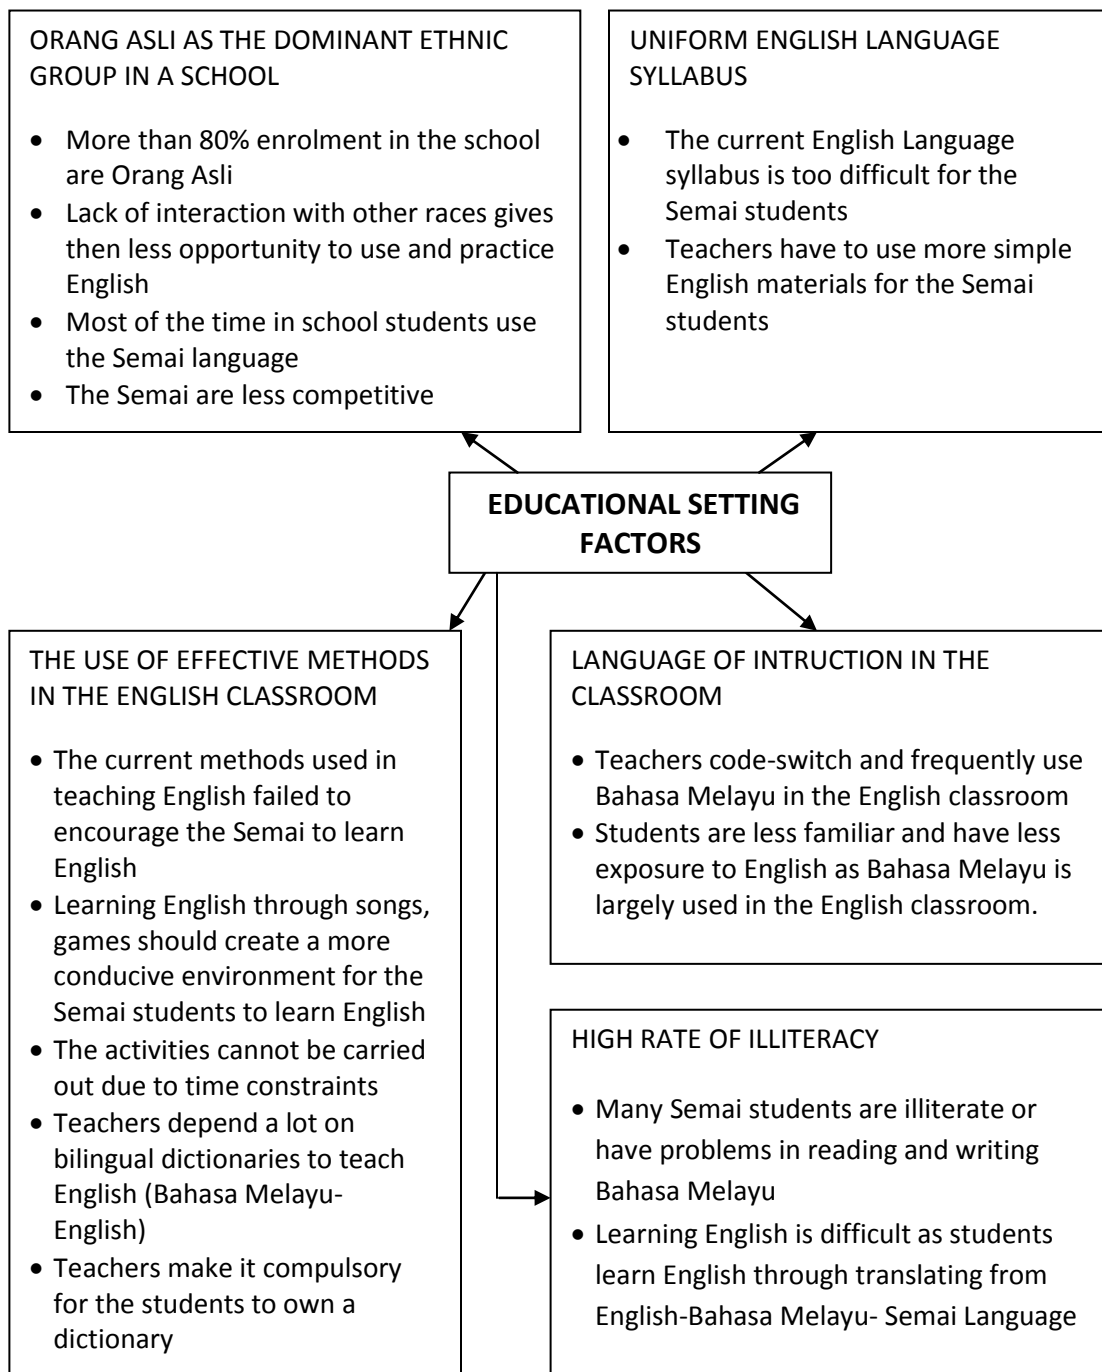 ORANG ASLI AS THE DOMINANT ETHNIC
GROUP IN A SCHOOL
• More than 80% enrolment in the school
are Orang Asli
• Lack of interaction with other races gives
then less opportunity to use and practice
English
• Most of the time in school students use
the Semai language
• The Semai are less competitive
UNIFORM ENGLISH LANGUAGE
SYLLABUS
• The current English Language
syllabus is too difficult for the
Semai students
• Teachers have to use more simple
English materials for the Semai
students
EDUCATIONAL SETTING
FACTORS
THE USE OF EFFECTIVE METHODS
IN THE ENGLISH CLASSROOM
• The current methods used in
teaching English failed to
encourage the Semai to learn
English
• Learning English through songs,
games should create a more
conducive environment for the
Semai students to learn English
• The activities cannot be carried
out due to time constraints
• Teachers depend a lot on
bilingual dictionaries to teach
English (Bahasa Melayu-
English)
• Teachers make it compulsory
for the students to own a
dictionary
LANGUAGE OF INTRUCTION IN THE
CLASSROOM
• Teachers code-switch and frequently use
Bahasa Melayu in the English classroom
• Students are less familiar and have less
exposure to English as Bahasa Melayu is
largely used in the English classroom.
HIGH RATE OF ILLITERACY
• Many Semai students are illiterate or
have problems in reading and writing
Bahasa Melayu
• Learning English is difficult as students
learn English through translating from
English-Bahasa Melayu- Semai Language